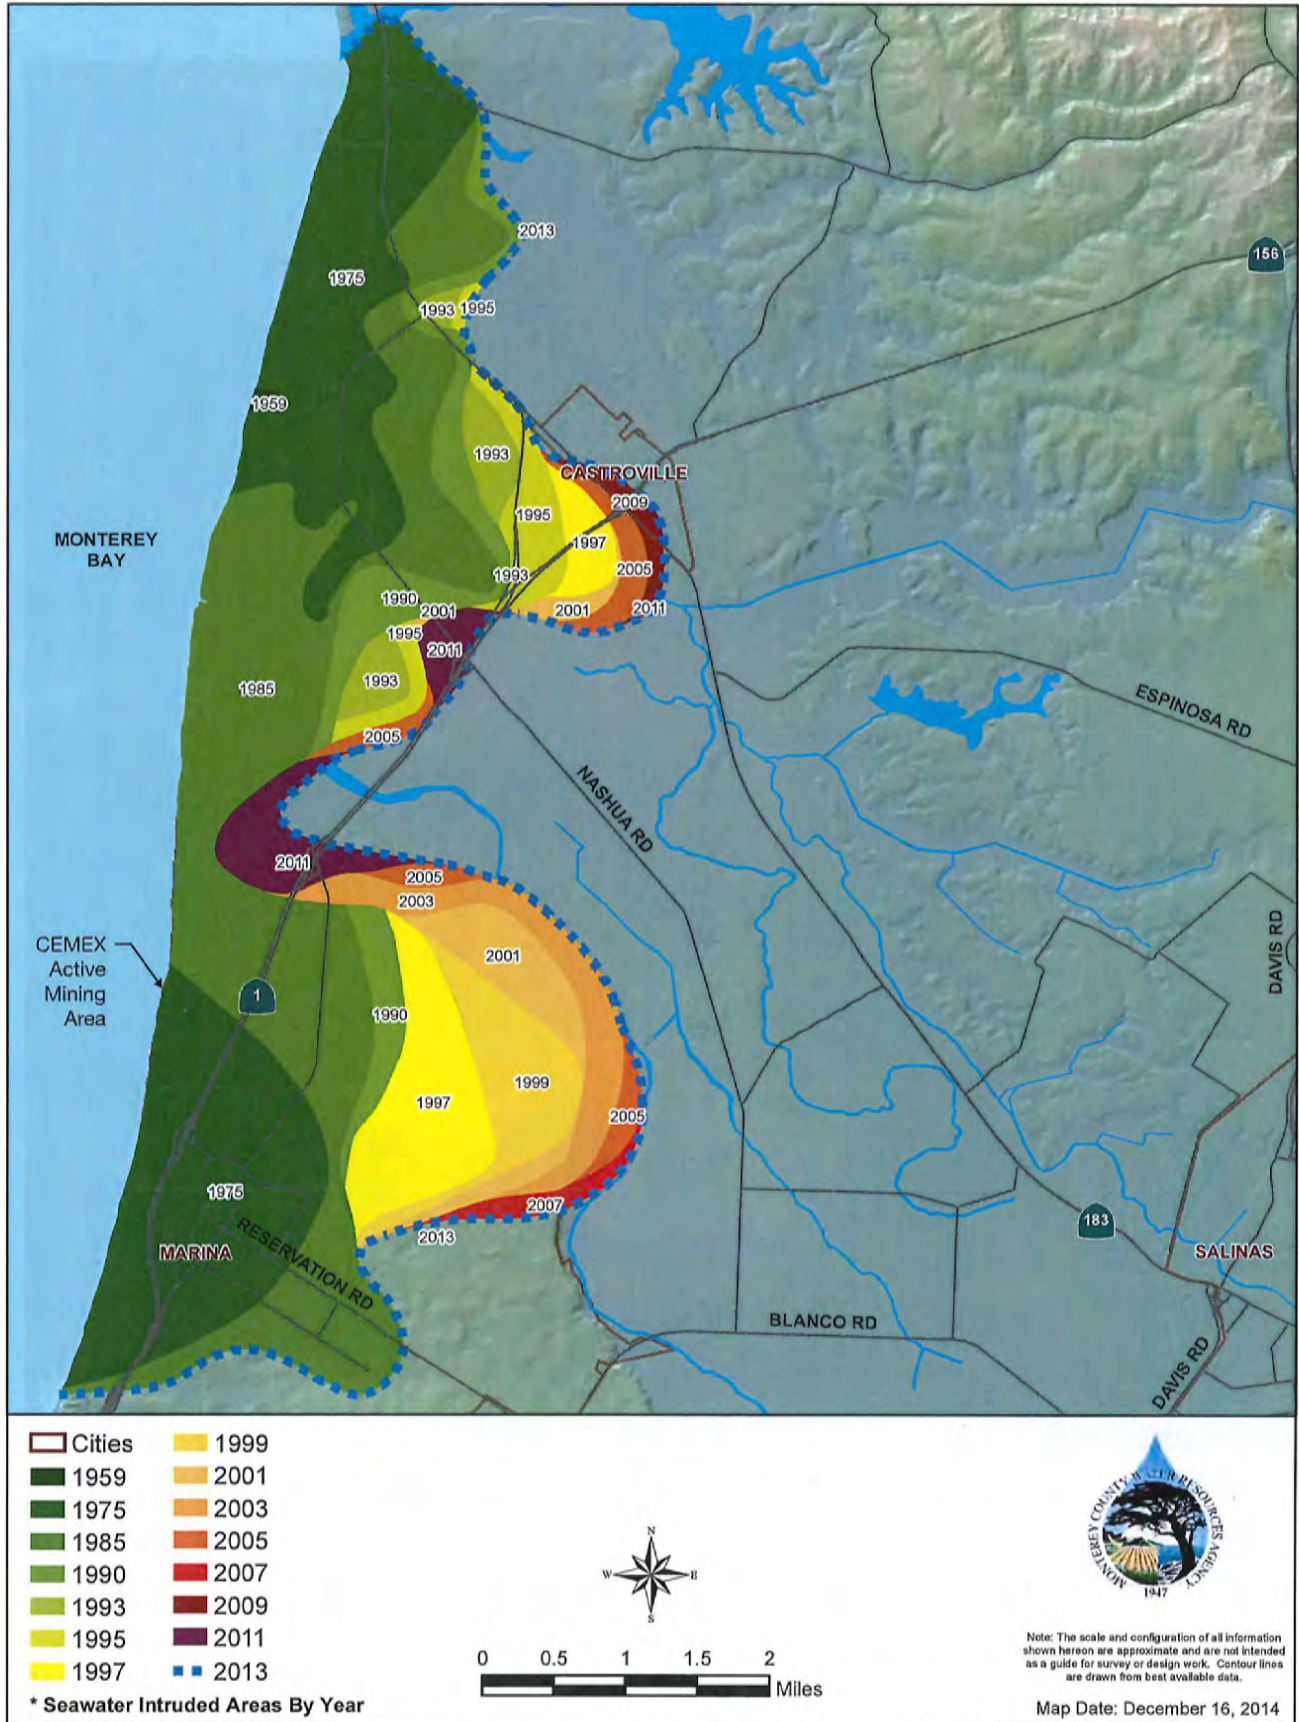 2013
156
1975
1993
1995
1959
1993
CASTROVILLE
2009
1995
1997
MONTEREY
BAY
1993
2005
1990
2001
2001
2011
1995
2011
1993
1985
ESPINOSA RD
2005
NASHUA RD
2011
2005
2003
CEMEX
Active
Mining
Area
2001
DAVIS RD
1
1990
1999
1997
2005
1975
2007
RESERVATION RD
2013
183
MARINA
SALINAS
BLANCO RD
DAVIS RD
Cities
1959
1975
1985
1990
1993
1995
1997
1999
2001
2003
2005
2007
2009
2011
2013
* Seawater Intruded Areas By Year
N
W
E
S
0 0.5 1 1.5 2
Miles
MONTEREY COUNTY WATER RESOURCES AGENCY
1947
Note: The scale and configuration of all information
shown hereon are approximate and are not intended
as a guide for survey or design work. Contour lines
are drawn from best available data.
Map Date: December 16, 2014